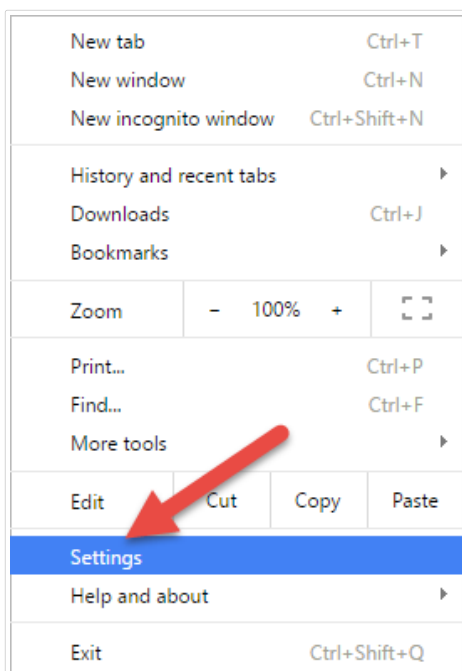 New tab Ctrl+T
New window Ctrl+N
New incognito window Ctrl+Shift+N
History and recent tabs
Downloads Ctrl+J
Bookmarks
Zoom - 100% +
Print... Ctrl+P
Find... Ctrl+F
More tools
Edit Cut Copy Paste
Settings
Help and about
Exit Ctrl+Shift+Q